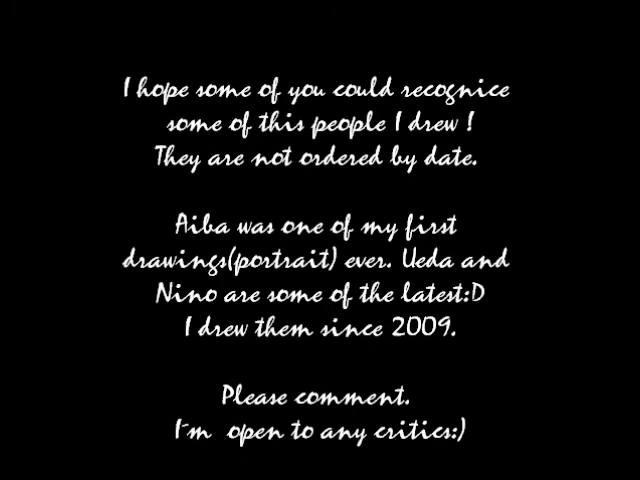 I hope some of you could recognice
some of this people I drew !
They are not ordered by date.
Aiba was one of my first
drawings(portrait) ever. Ueda and
Nino are some of the latest:D
I drew them since 2009.
Please comment.
I-m open to any critics:)